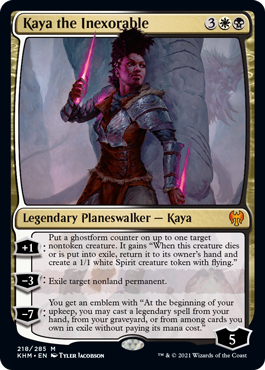 Kaya the Inexorable 3
Legendary Planeswalker — Kaya
+1: Put a ghostform counter on up to one target
nontoken creature. It gains “When this creature dies
or is put into exile, return it to its owner’s hand and
create a 1/1 white Spirit creature token with flying.”
−3: Exile target nonland permanent.
−7: You get an emblem with “At the beginning of your
upkeep, you may cast a legendary spell from your
hand, from your graveyard, or from among cards you
own in exile without paying its mana cost.”
5
218/285 M
KHM • EN Tyler Jacobson
™ & © 2021 Wizards of the Coast